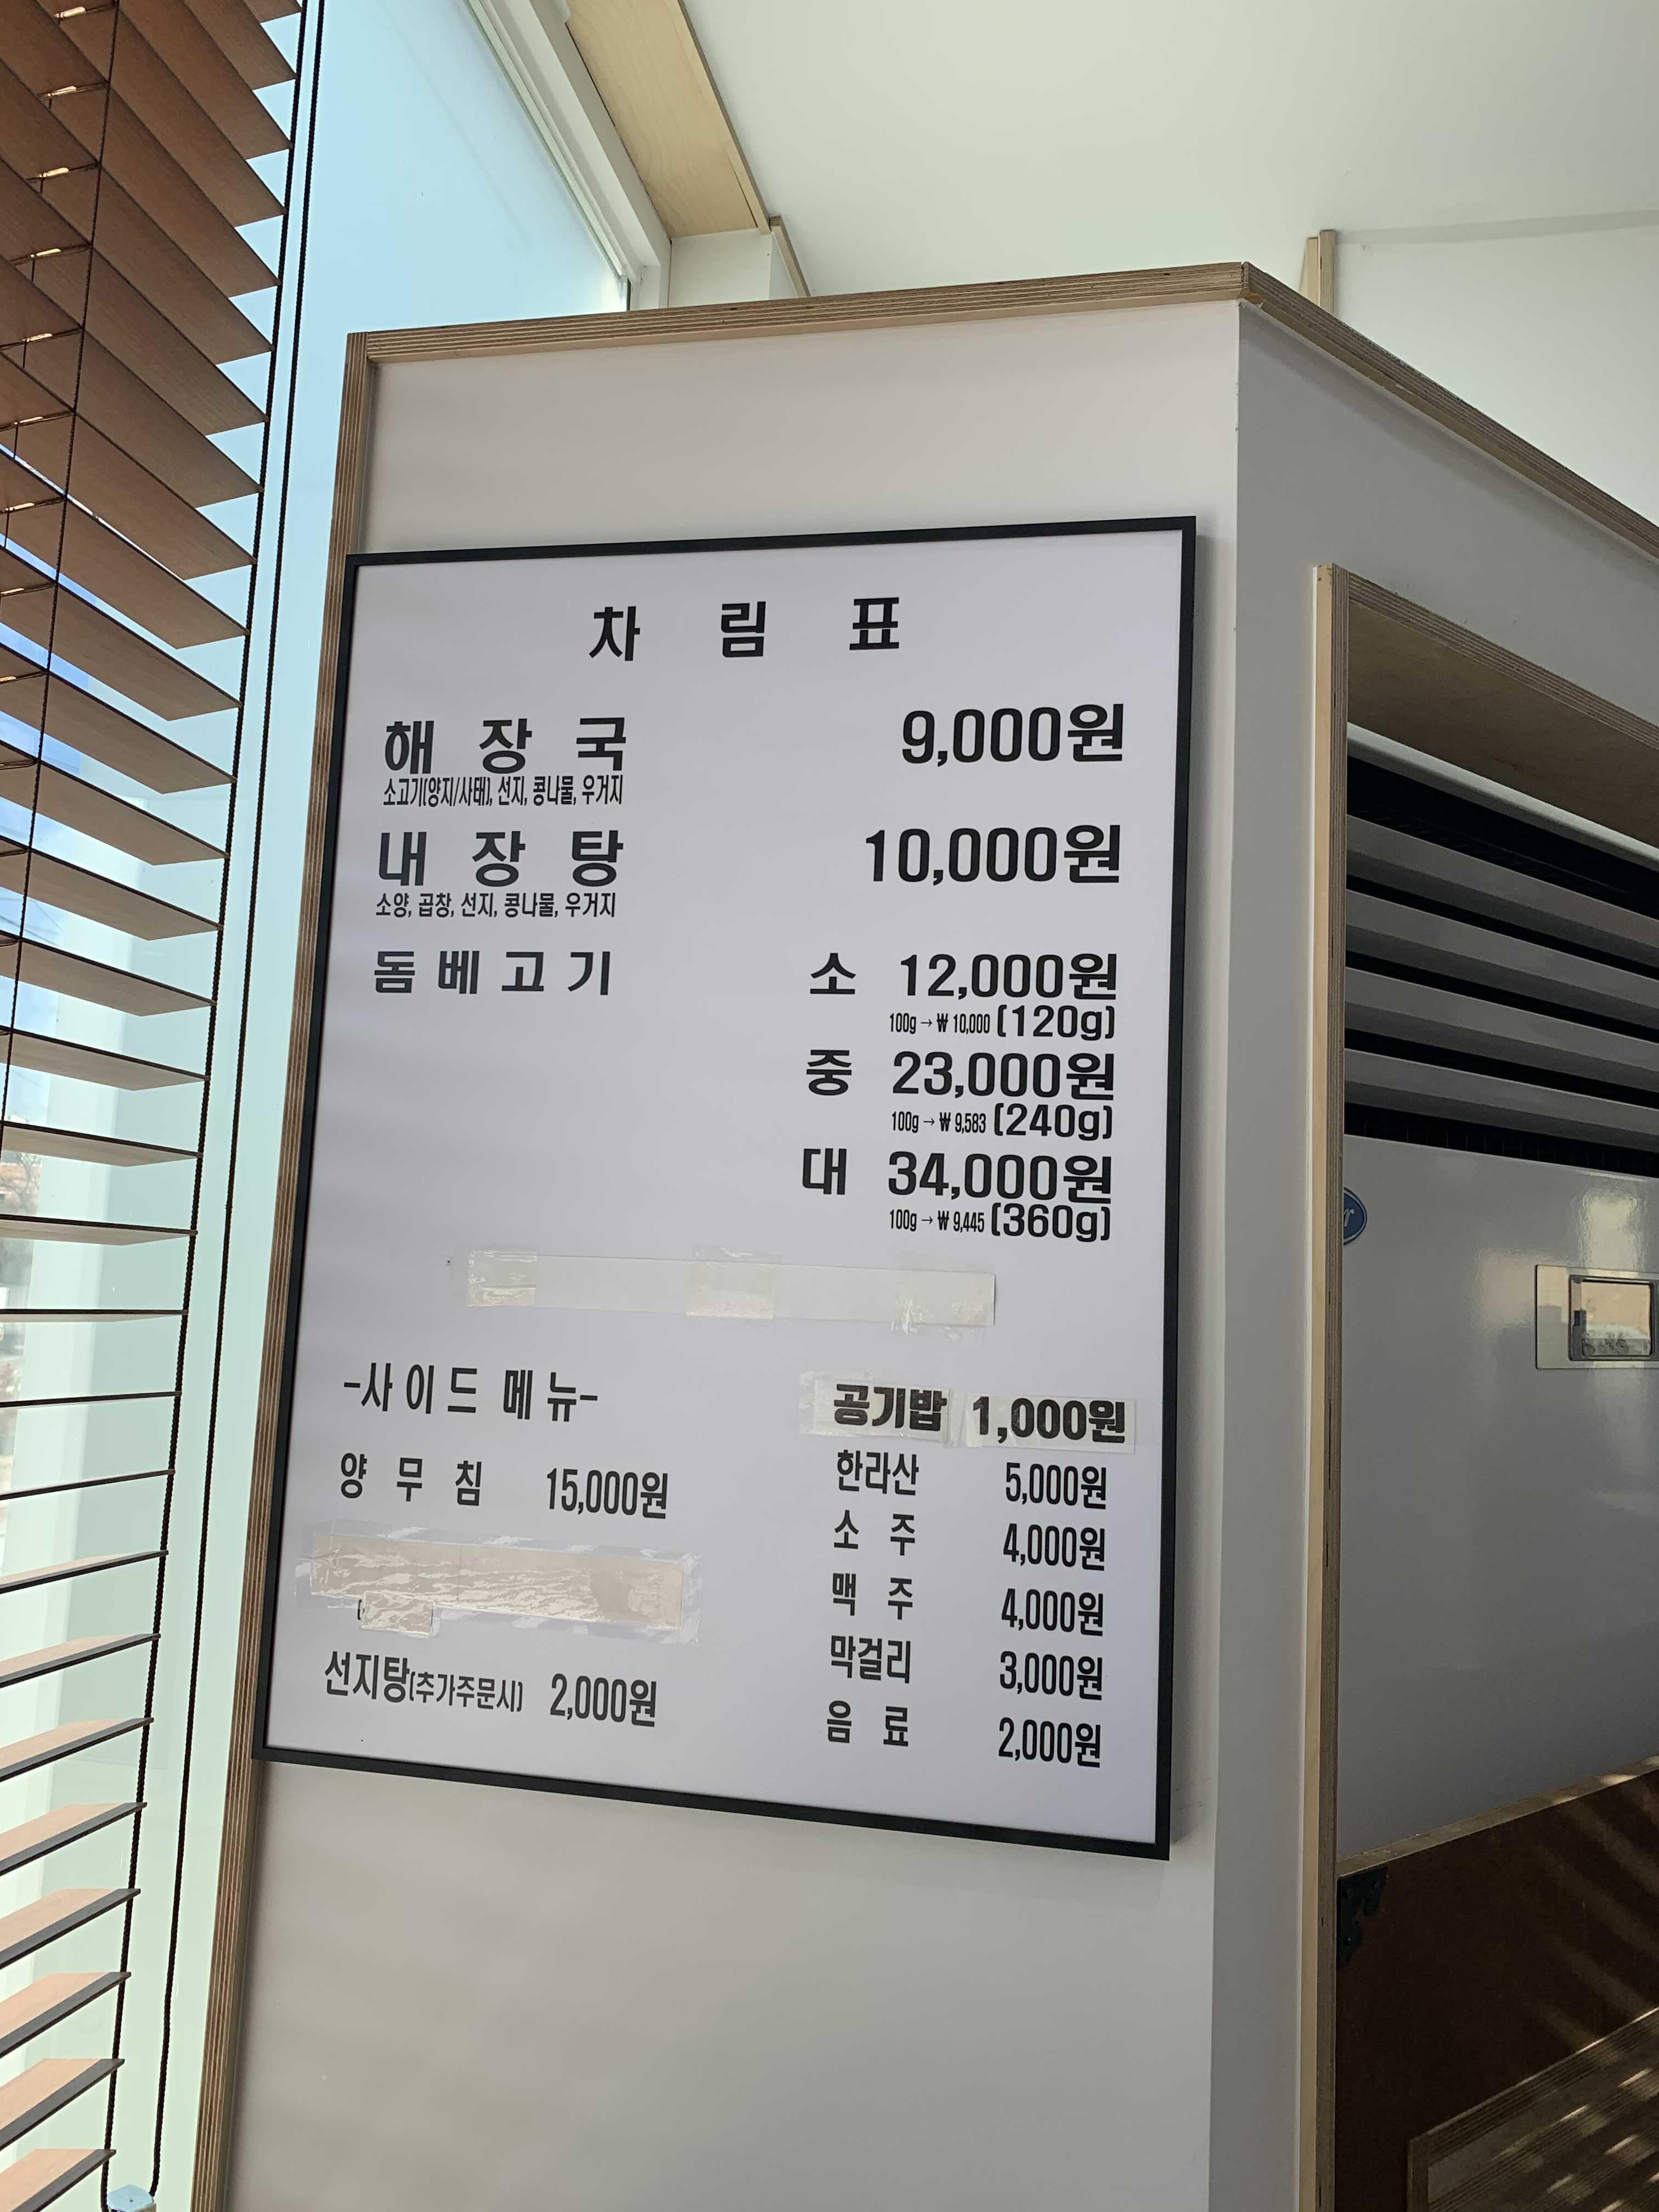 차 림 표
해 장 국 9,000원
소고기(양지/사태), 선지, 콩나물, 우거지
내 장 탕 10,000원
소양, 곱창, 선지, 콩나물, 우거지
돔베고기 소 12,000원
100g → ₩ 10,000 (120g)
중 23,000원
100g → ₩ 9,583 (240g)
대 34,000원
100g → ₩ 9,445 (360g)
-사이드 메뉴-
양 무 침 15,000원
선지탕(추가주문시) 2,000원
공기밥 1,000원
한라산 5,000원
소 주 4,000원
맥 주 4,000원
막걸리 3,000원
음 료 2,000원